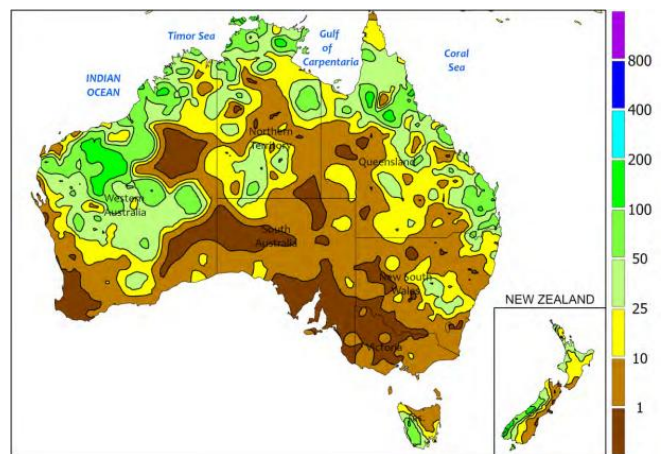 Timor Sea
Gulf
of
Carpentaria
Coral
Sea
INDIAN
OCEAN
Northern
Territory
Queensland
Western
Australia
South
Australia
New South
Wales
Victoria
NEW ZEALAND
800
400
200
100
50
25
10
1